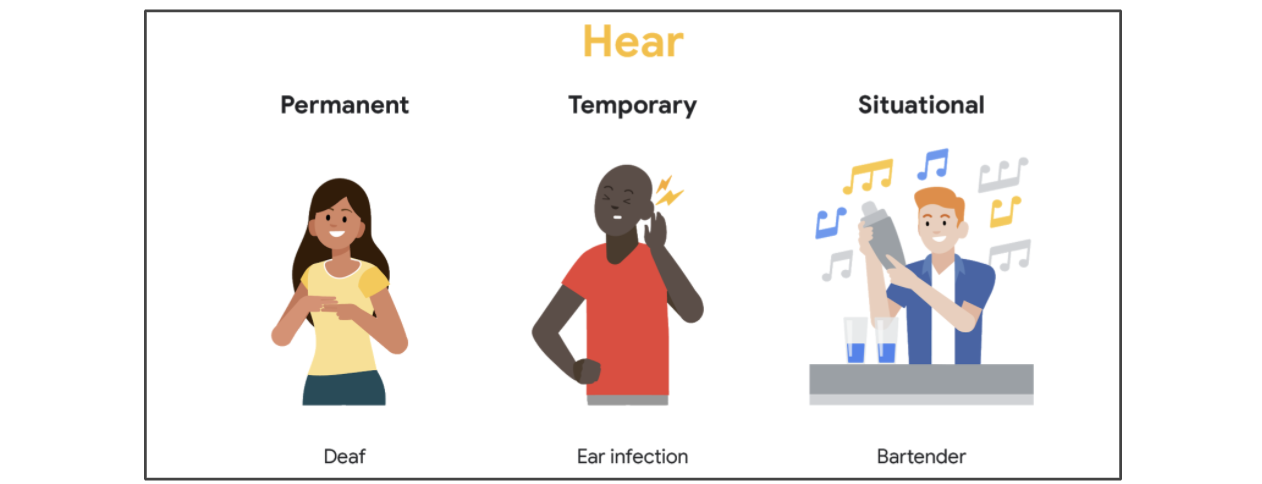 Hear
Permanent
Temporary
Situational
Deaf
Ear infection
Bartender